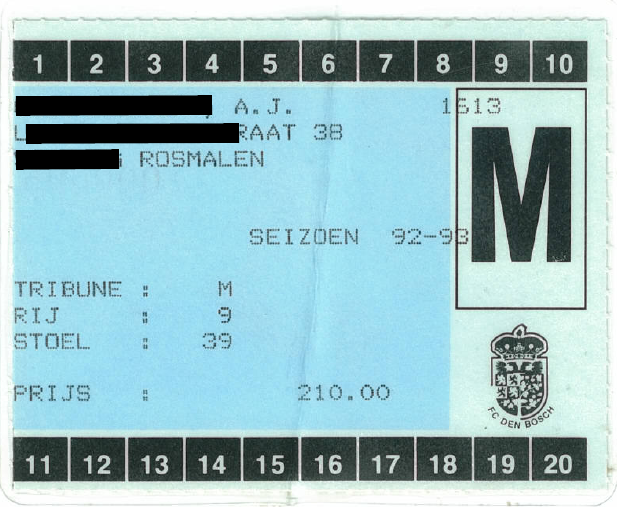 1 2 3 4 5 6 7 8 9 10
, A.J. 1613
L RAAT 38
ROSMALEN
M
SEIZOEN 92-93
TRIBUNE : M
RIJ : 9
STOEL : 39
PRIJS : 210.00
FC DEN BOSCH
11 12 13 14 15 16 17 18 19 20